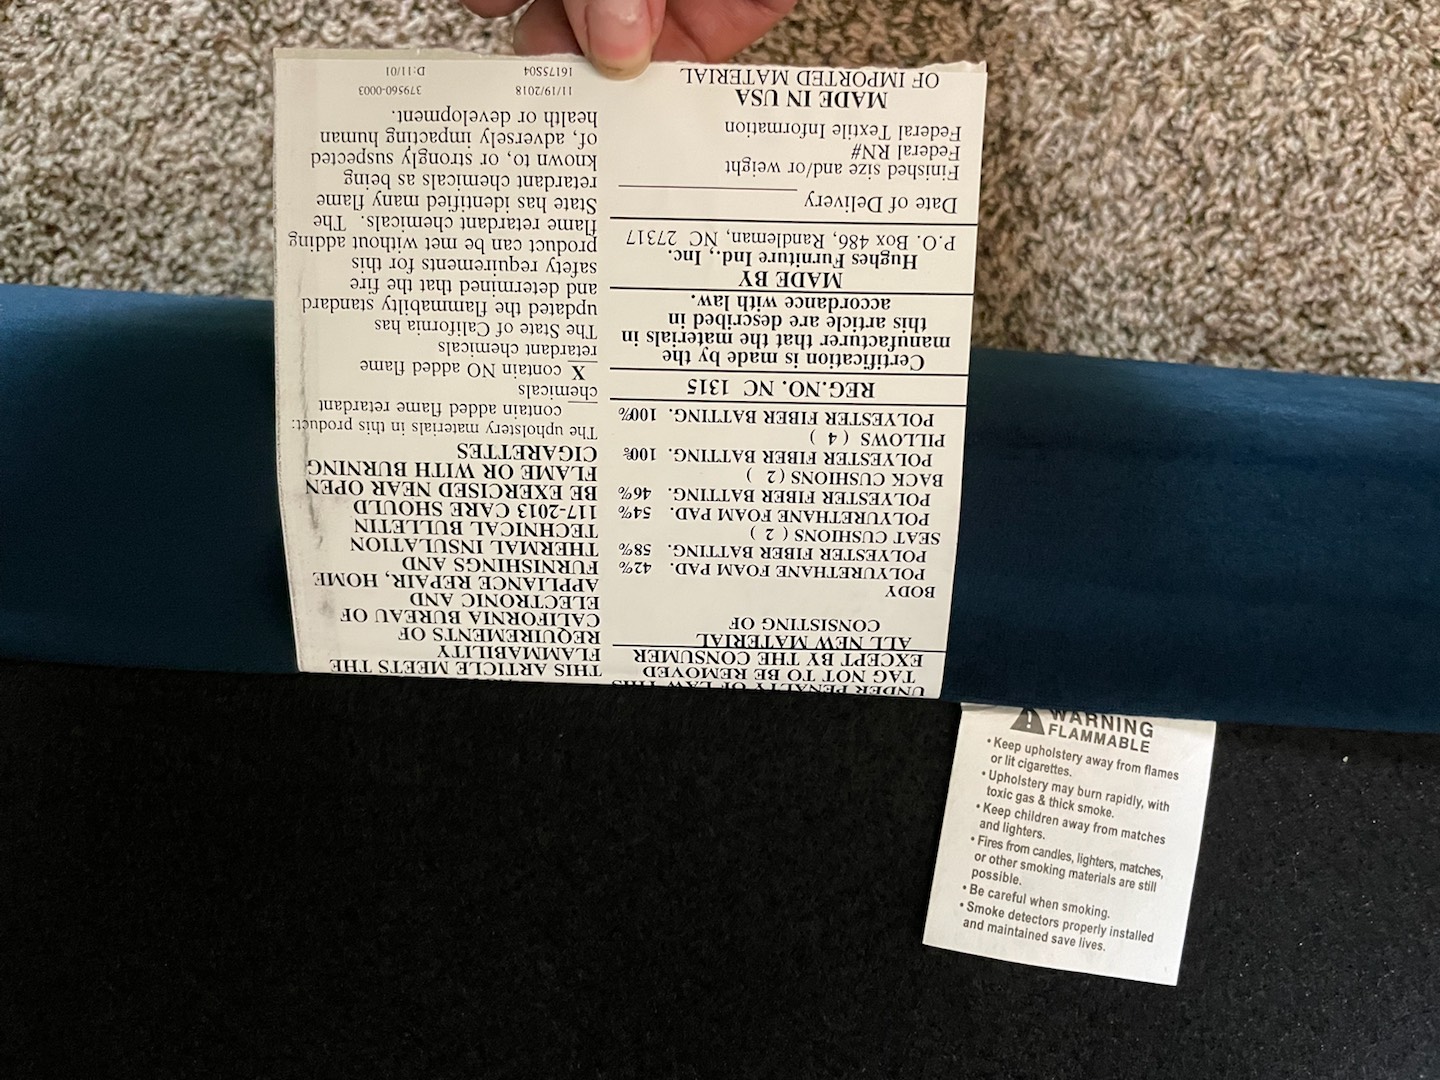 UNDER PENALTY OF LAW THIS
TAG NOT TO BE REMOVED
EXCEPT BY THE CONSUMER
ALL NEW MATERIAL
CONSISTING OF
BODY
POLYURETHANE FOAM PAD. 42%
POLYESTER FIBER BATTING. 58%
SEAT CUSHIONS ( 2 )
POLYURETHANE FOAM PAD. 54%
POLYESTER FIBER BATTING. 46%
BACK CUSHIONS ( 2 )
POLYESTER FIBER BATTING. 100%
PILLOWS ( 4 )
POLYESTER FIBER BATTING. 100%
REG.NO. NC 1315
Certification is made by the
manufacturer that the materials in
this article are described in
accordance with law.
MADE BY
Hughes Furniture Ind., Inc.
P.O. Box 486, Randleman, NC 27317
Date of Delivery
Finished size and/or weight
Federal RN#
Federal Textile Information
MADE IN USA
OF IMPORTED MATERIAL
THIS ARTICLE MEETS THE
FLAMMABILITY
REQUIREMENTS OF
CALIFORNIA BUREAU OF
ELECTRONIC AND
APPLIANCE REPAIR, HOME
FURNISHINGS AND
THERMAL INSULATION
TECHNICAL BULLETIN
117-2013 CARE SHOULD
BE EXERCISED NEAR OPEN
FLAME OR WITH BURNING
CIGARETTES
The upholstery materials in this product:
contain added flame retardant
chemicals
X contain NO added flame
retardant chemicals
The State of California has
updated the flammability standard
and determined that the fire
safety requirements for this
product can be met without adding
flame retardant chemicals. The
State has identified many flame
retardant chemicals as being
known to, or strongly suspected
of, adversely impacting human
health or development.
11/19/2018 379560-0003
16175S04 D:11/01
WARNING
FLAMMABLE
• Keep upholstery away from flames
or lit cigarettes.
• Upholstery may burn rapidly, with
toxic gas & thick smoke.
• Keep children away from matches
and lighters.
• Fires from candles, lighters, matches,
or other smoking materials are still
possible.
• Be careful when smoking.
• Smoke detectors properly installed
and maintained save lives.